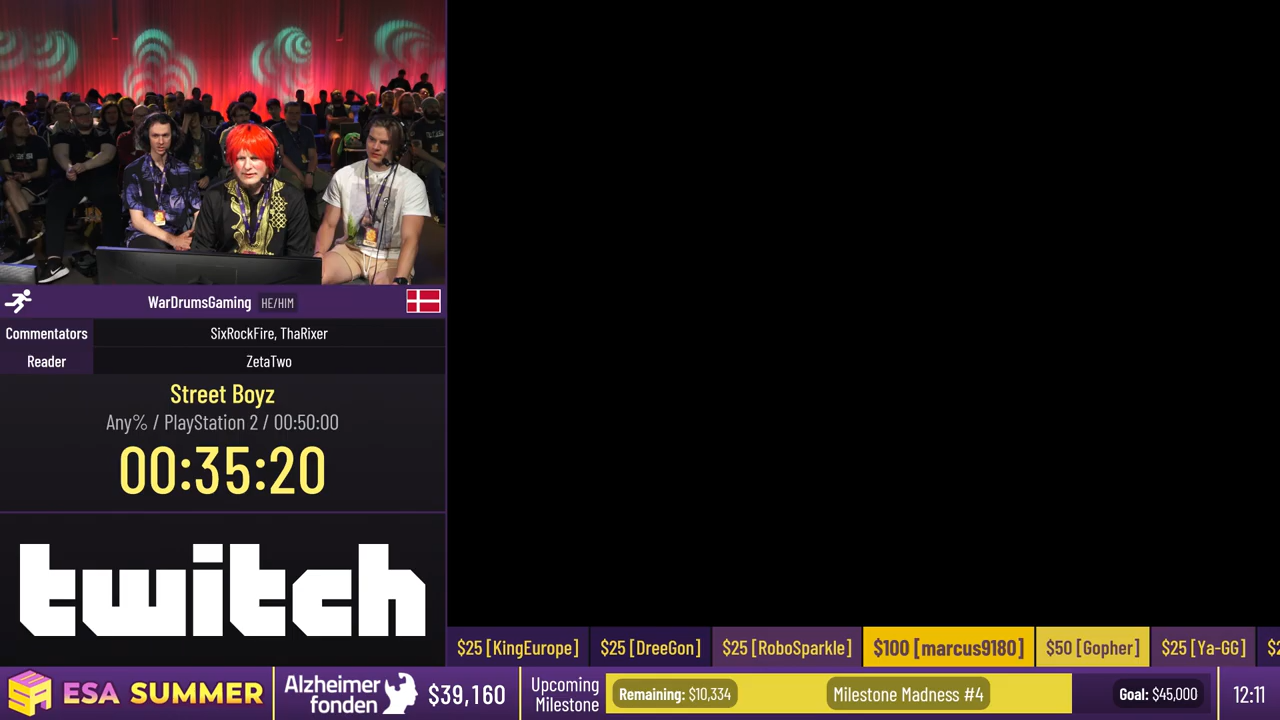 WarDrumsGaming HE/HIM
Commentators SixRockFire, ThaRixer
Reader ZetaTwo
Street Boyz
Any% / PlayStation 2 / 00:50:00
00:35:20
twitch
$25 [KingEurope] $25 [DreeGon] $25 [RoboSparkle] $100 [marcus9180] $50 [Gopher] $25 [Ya-GG]
ESA SUMMER
Alzheimer
fonden
$39,160
Upcoming
Milestone
Remaining: $10,334
Milestone Madness #4
Goal: $45,000
12:11